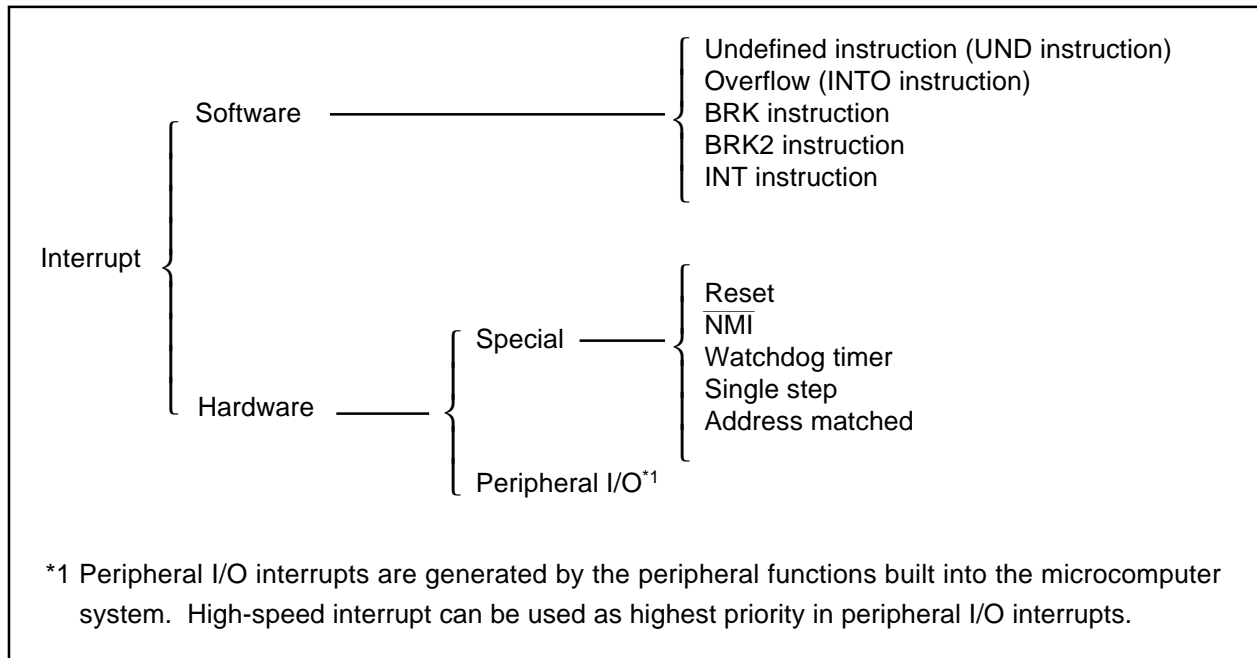 Undefined instruction (UND instruction)
Overflow (INTO instruction)
Software
BRK instruction
BRK2 instruction
INT instruction
Interrupt
Reset
NMI
Special
Watchdog timer
Single step
Hardware
Address matched
Peripheral I/O*1
*1 Peripheral I/O interrupts are generated by the peripheral functions built into the microcomputer
system. High-speed interrupt can be used as highest priority in peripheral I/O interrupts.